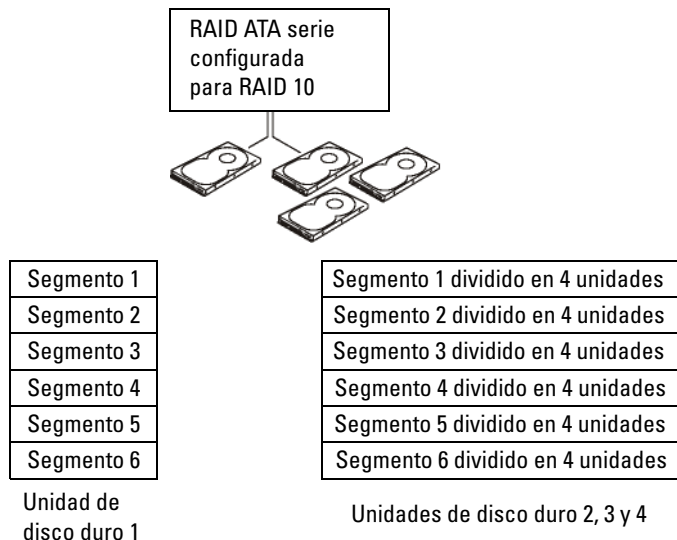 RAID ATA serie
configurada
para RAID 10
Segmento 1
Segmento 2
Segmento 3
Segmento 4
Segmento 5
Segmento 6
Unidad de
disco duro 1
Segmento 1 dividido en 4 unidades
Segmento 2 dividido en 4 unidades
Segmento 3 dividido en 4 unidades
Segmento 4 dividido en 4 unidades
Segmento 5 dividido en 4 unidades
Segmento 6 dividido en 4 unidades
Unidades de disco duro 2, 3 y 4